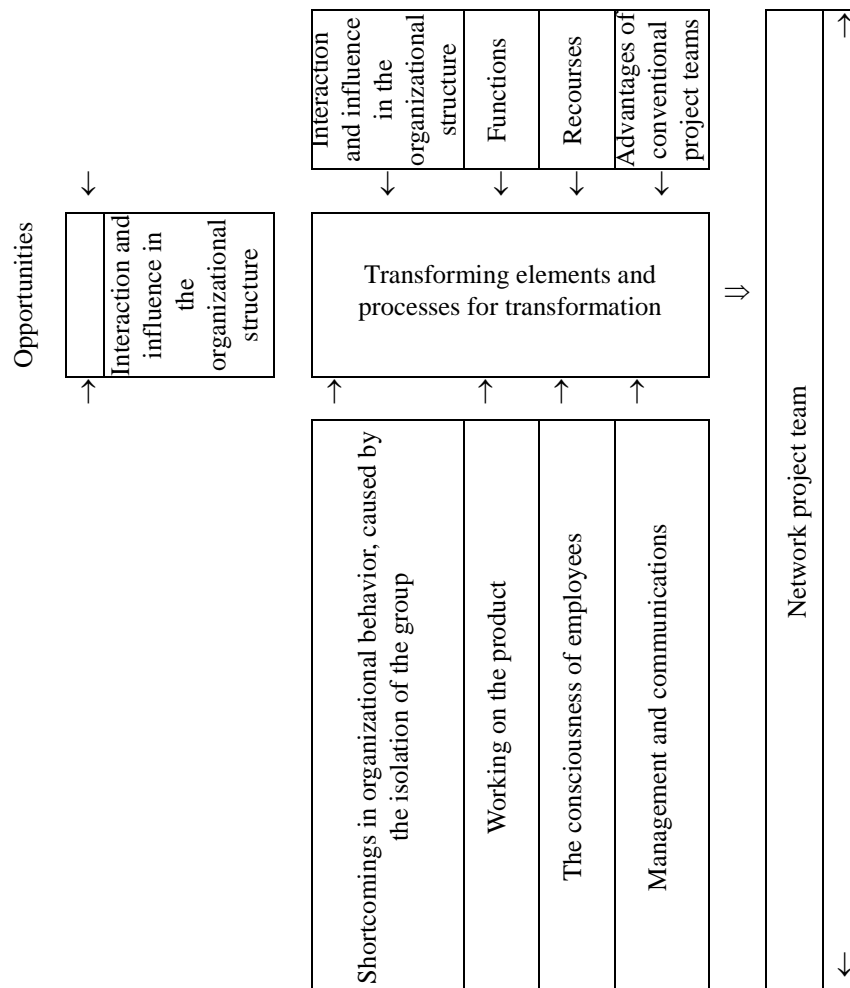 Opportunities
↓
↑
Interaction and
influence in
the
organizational
structure
Interaction
and influence
in the
organizational
structure
Functions
Recourses
Advantages of
conventional
project teams
↓
↓
↓
↓
Transforming elements and
processes for transformation
⇒
↑
↑
↑
↑
Shortcomings in organizational behavior, caused by
the isolation of the group
Working on the product
The consciousness of employees
Management and communications
Network project team
↑
↓